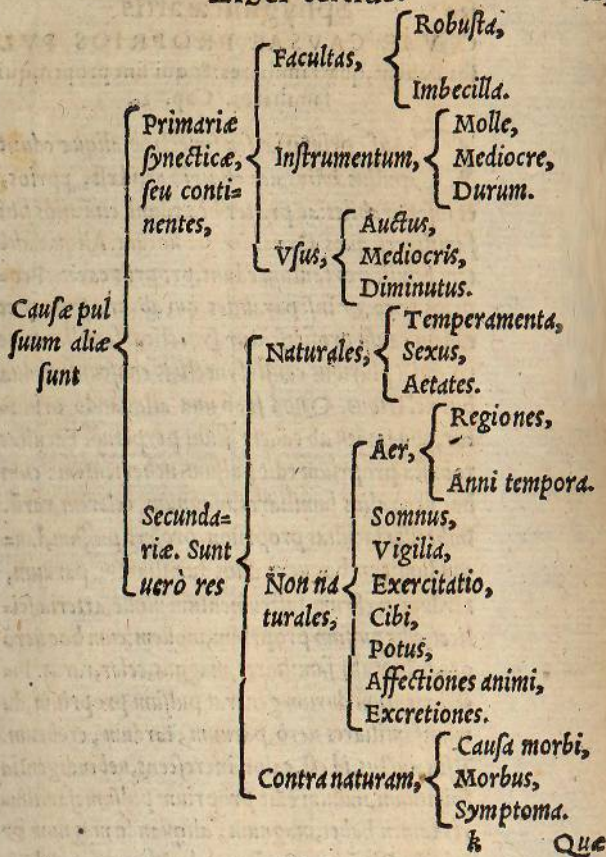 Robuſta,
Facultas,
Imbecilla.
Primariæ
ſynecticæ,
ſeu conti=
nentes,
Inſtrumentum,
Molle,
Mediocre,
Durum.
Vſus,
Auctus,
Mediocris,
Diminutus.
Cauſæ pul
ſuum aliæ
ſunt
Naturales,
Temperamenta,
Sexus,
Aetates.
Secunda=
riæ. Sunt
uerò res
Aer,
Regiones,
Anni tempora.
Non na
turales,
Somnus,
Vigilia,
Exercitatio,
Cibi,
Potus,
Affectiones animi,
Excretiones.
Contra naturam,
Cauſa morbi,
Morbus,
Symptoma.
k Quæ